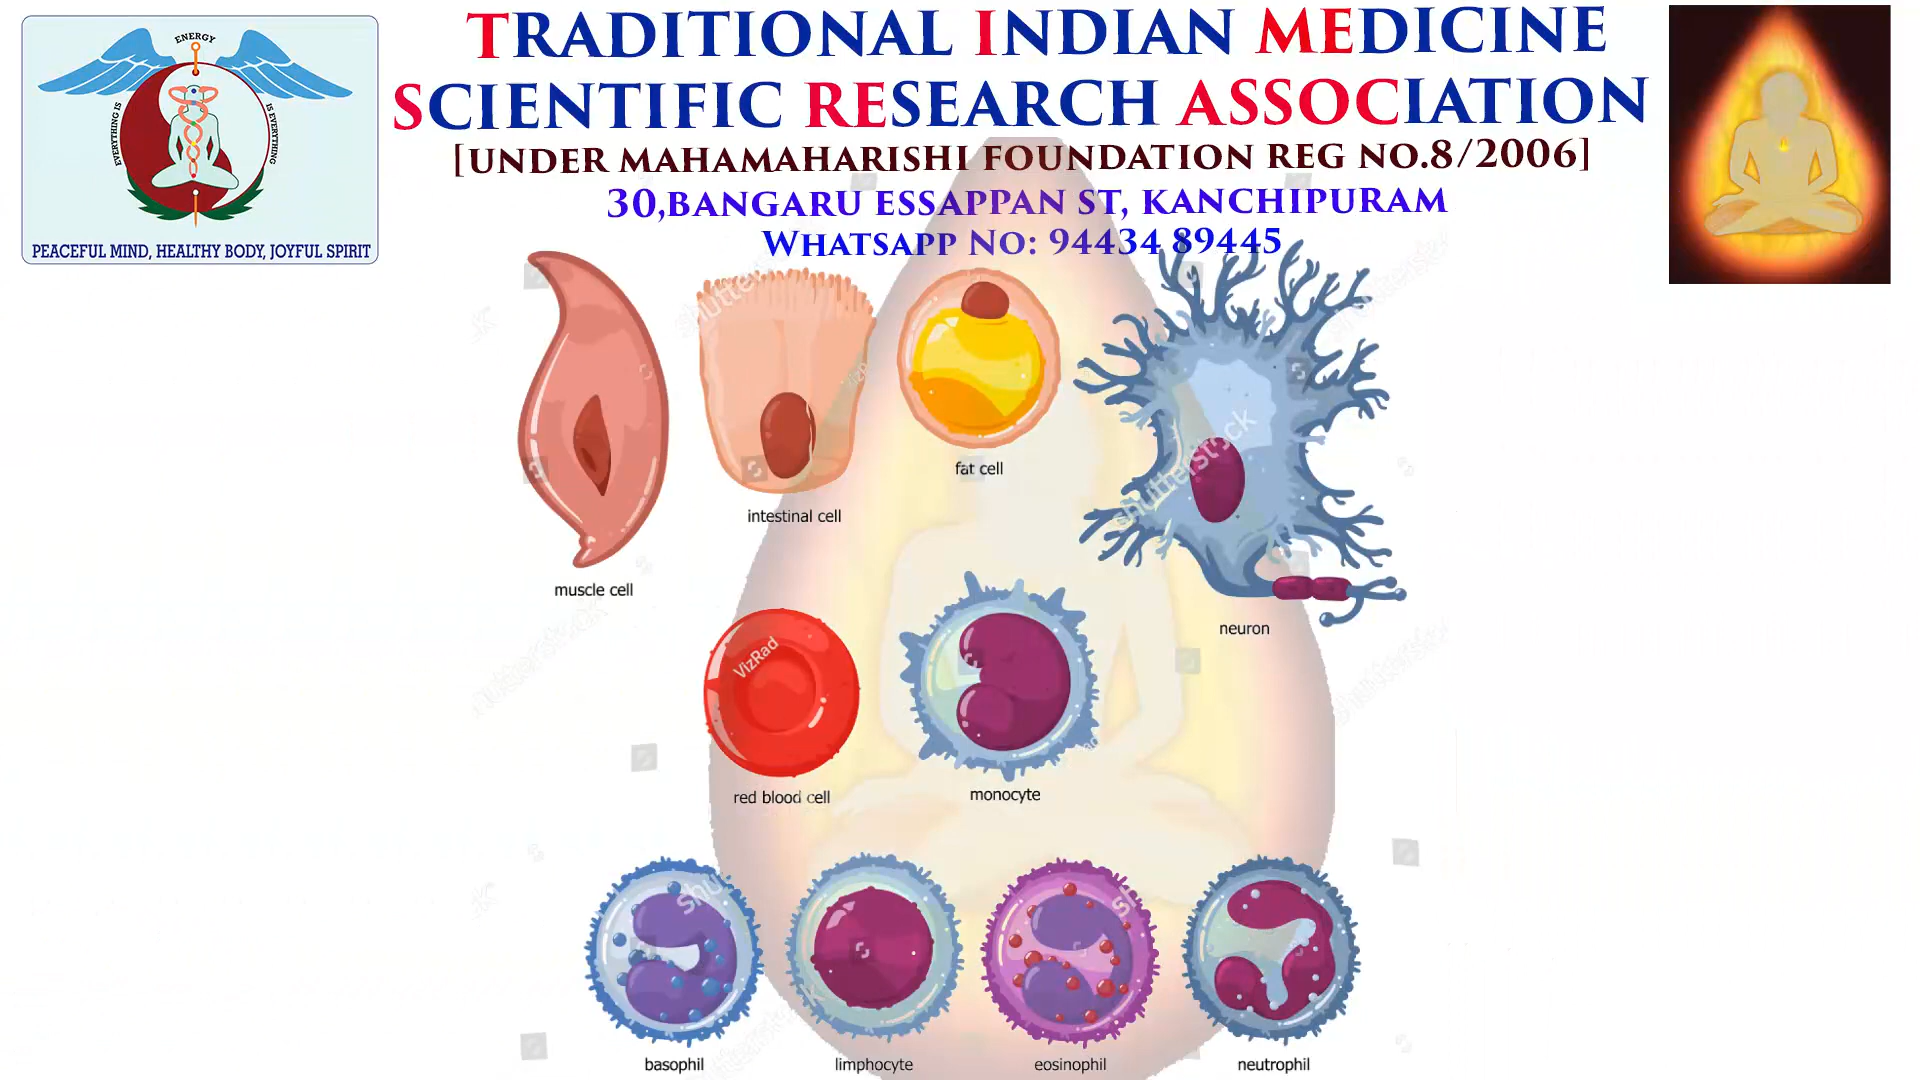 ENERGY
EVERYTHING IS
IS EVERYTHING
PEACEFUL MIND, HEALTHY BODY, JOYFUL SPIRIT
TRADITIONAL INDIAN MEDICINE
SCIENTIFIC RESEARCH ASSOCIATION
[UNDER MAHAMAHARISHI FOUNDATION REG NO.8/2006]
30,BANGARU ESSAPPAN ST, KANCHIPURAM
WHATSAPP NO: 94434 89445
muscle cell
intestinal cell
fat cell
neuron
shutterstock
VizRad
red blood cell
monocyte
basophil
limphocyte
eosinophil
neutrophil